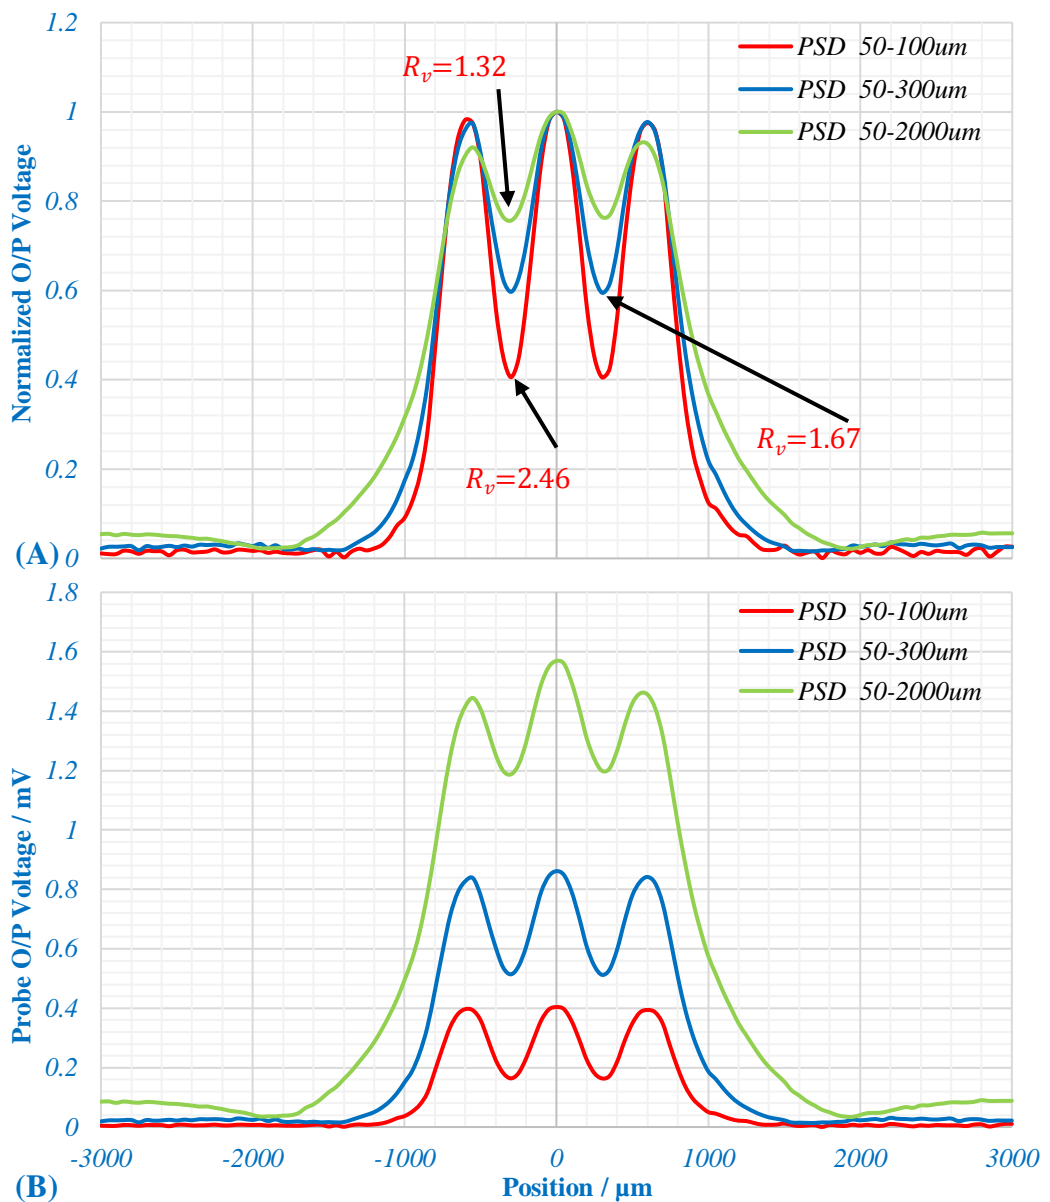 1.2
1
0.8
0.6
0.4
0.2
0
Normalized O/P Voltage
PSD 50-100um
PSD 50-300um
PSD 50-2000um
R_v=1.32
R_v=1.67
R_v=2.46
(A)
1.8
1.6
1.4
1.2
1
0.8
0.6
0.4
0.2
0
Probe O/P Voltage / mV
PSD 50-100um
PSD 50-300um
PSD 50-2000um
-3000 -2000 -1000 0 1000 2000 3000
Position / µm
(B)